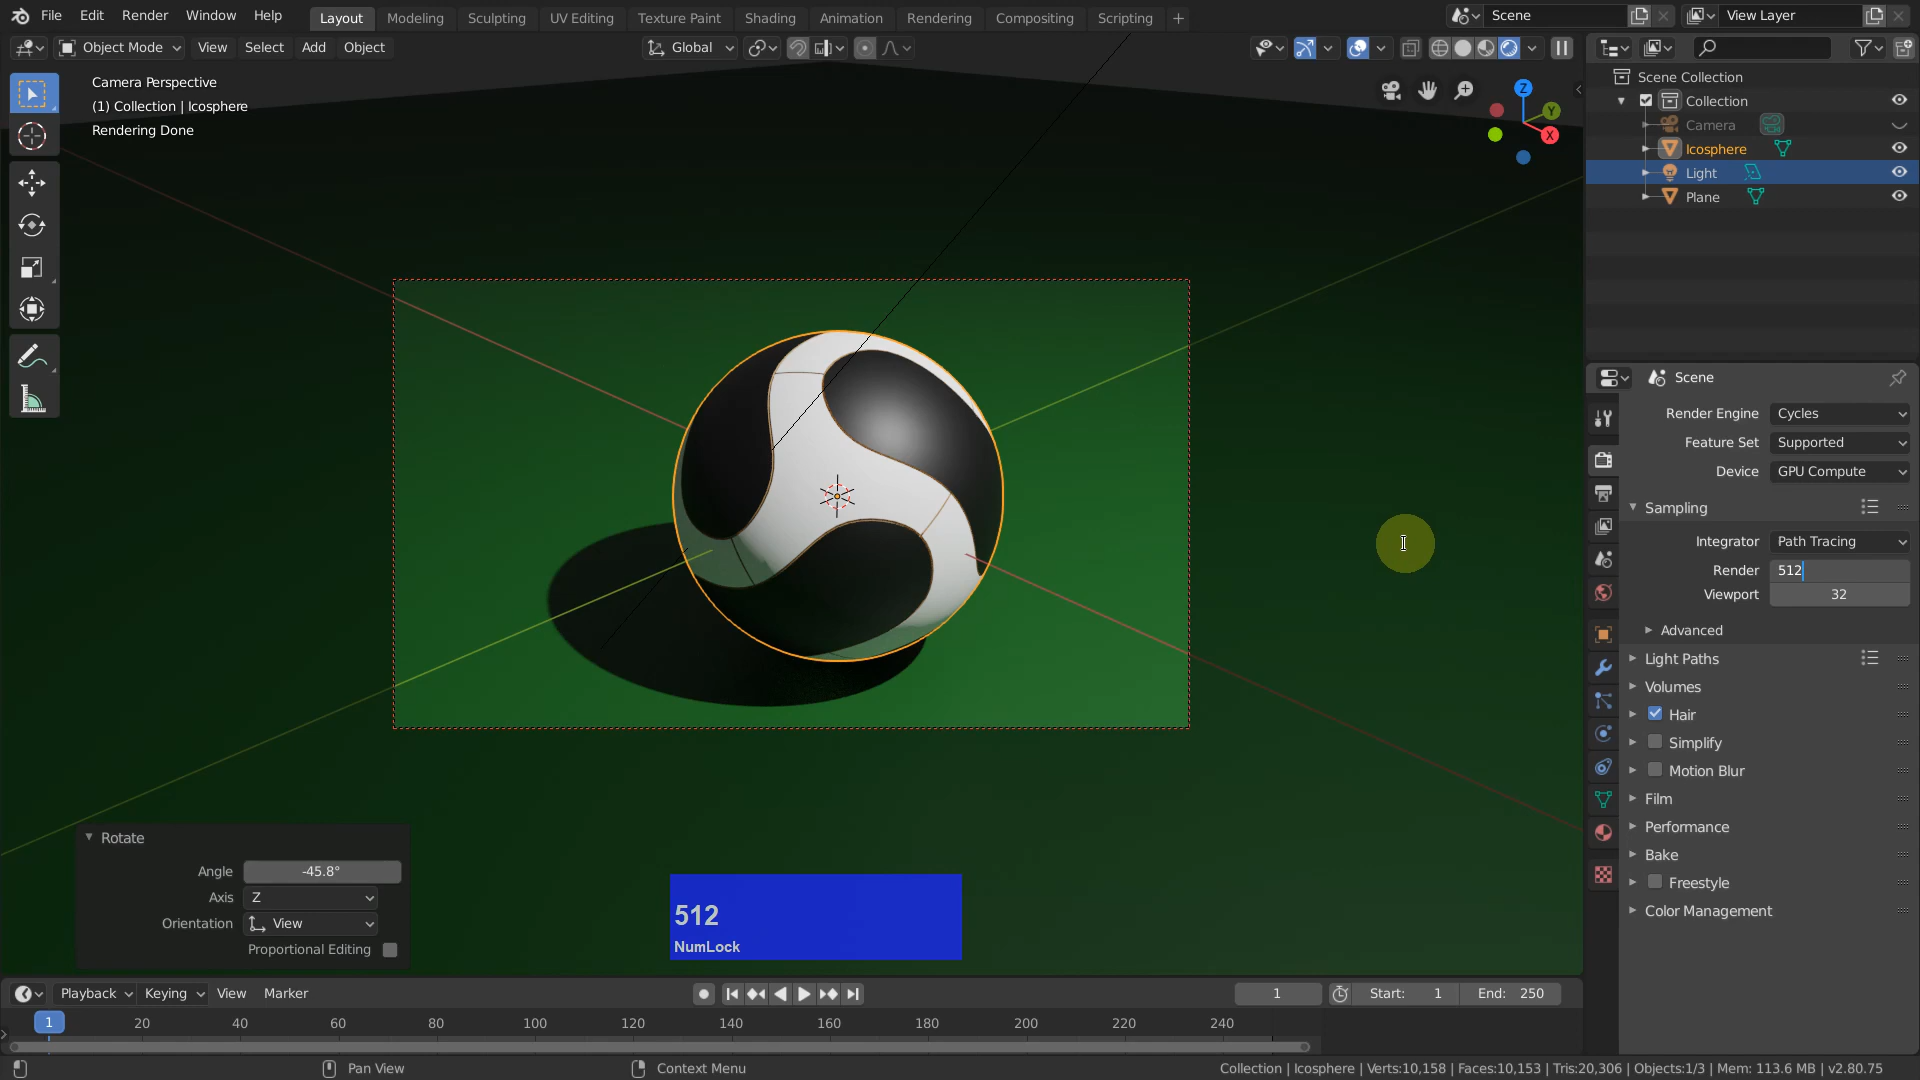 File Edit Render Window Help Layout Modeling Sculpting UV Editing Texture Paint Shading Animation Rendering Compositing Scripting + Scene View Layer
Object Mode View Select Add Object Global
Camera Perspective
(1) Collection | Icosphere
Rendering Done
Z
Y
X
Scene Collection
Collection
Camera
Icosphere
Light
Plane
Scene
Render Engine Cycles
Feature Set Supported
Device GPU Compute
Sampling
Integrator Path Tracing
Render 512
Viewport 32
Advanced
Light Paths
Volumes
Hair
Simplify
Motion Blur
Film
Performance
Bake
Freestyle
Color Management
Rotate
Angle -45.8°
Axis Z
Orientation View
Proportional Editing
512
NumLock
Playback Keying View Marker 1 Start: 1 End: 250
1 20 40 60 80 100 120 140 160 180 200 220 240
Pan View Context Menu Collection | Icosphere | Verts:10,158 | Faces:10,153 | Tris:20,306 | Objects:1/3 | Mem: 113.6 MB | v2.80.75